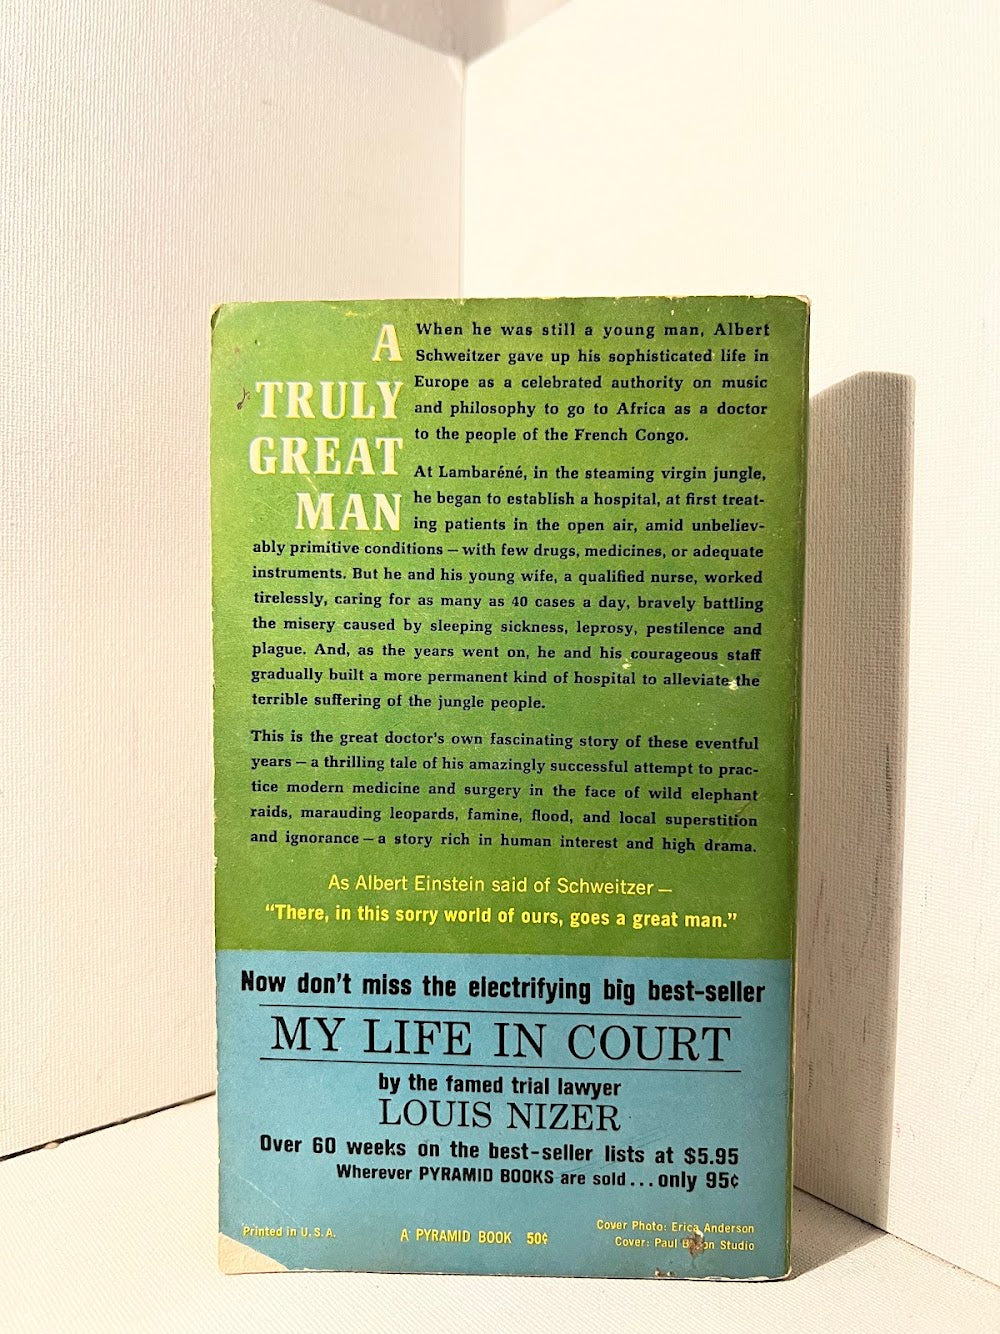 A
TRULY
GREAT
MAN
When he was still a young man, Albert
Schweitzer gave up his sophisticated life in
Europe as a celebrated authority on music
and philosophy to go to Africa as a doctor
to the people of the French Congo.
At Lambaréné, in the steaming virgin jungle,
he began to establish a hospital, at first treat-
ing patients in the open air, amid unbeliev-
ably primitive conditions — with few drugs, medicines, or adequate
instruments. But he and his young wife, a qualified nurse, worked
tirelessly, caring for as many as 40 cases a day, bravely battling
the misery caused by sleeping sickness, leprosy, pestilence and
plague. And, as the years went on, he and his courageous staff
gradually built a more permanent kind of hospital to alleviate the
terrible suffering of the jungle people.
This is the great doctor's own fascinating story of these eventful
years — a thrilling tale of his amazingly successful attempt to prac-
tice modern medicine and surgery in the face of wild elephant
raids, marauding leopards, famine, flood, and local superstition
and ignorance — a story rich in human interest and high drama.
As Albert Einstein said of Schweitzer —
"There, in this sorry world of ours, goes a great man."
Now don't miss the electrifying big best-seller
MY LIFE IN COURT
by the famed trial lawyer
LOUIS NIZER
Over 60 weeks on the best-seller lists at $5.95
Wherever PYRAMID BOOKS are sold . . . only 95¢
Printed in U.S.A.
A PYRAMID BOOK 50¢
Cover Photo: Erica Anderson
Cover: Paul Studio